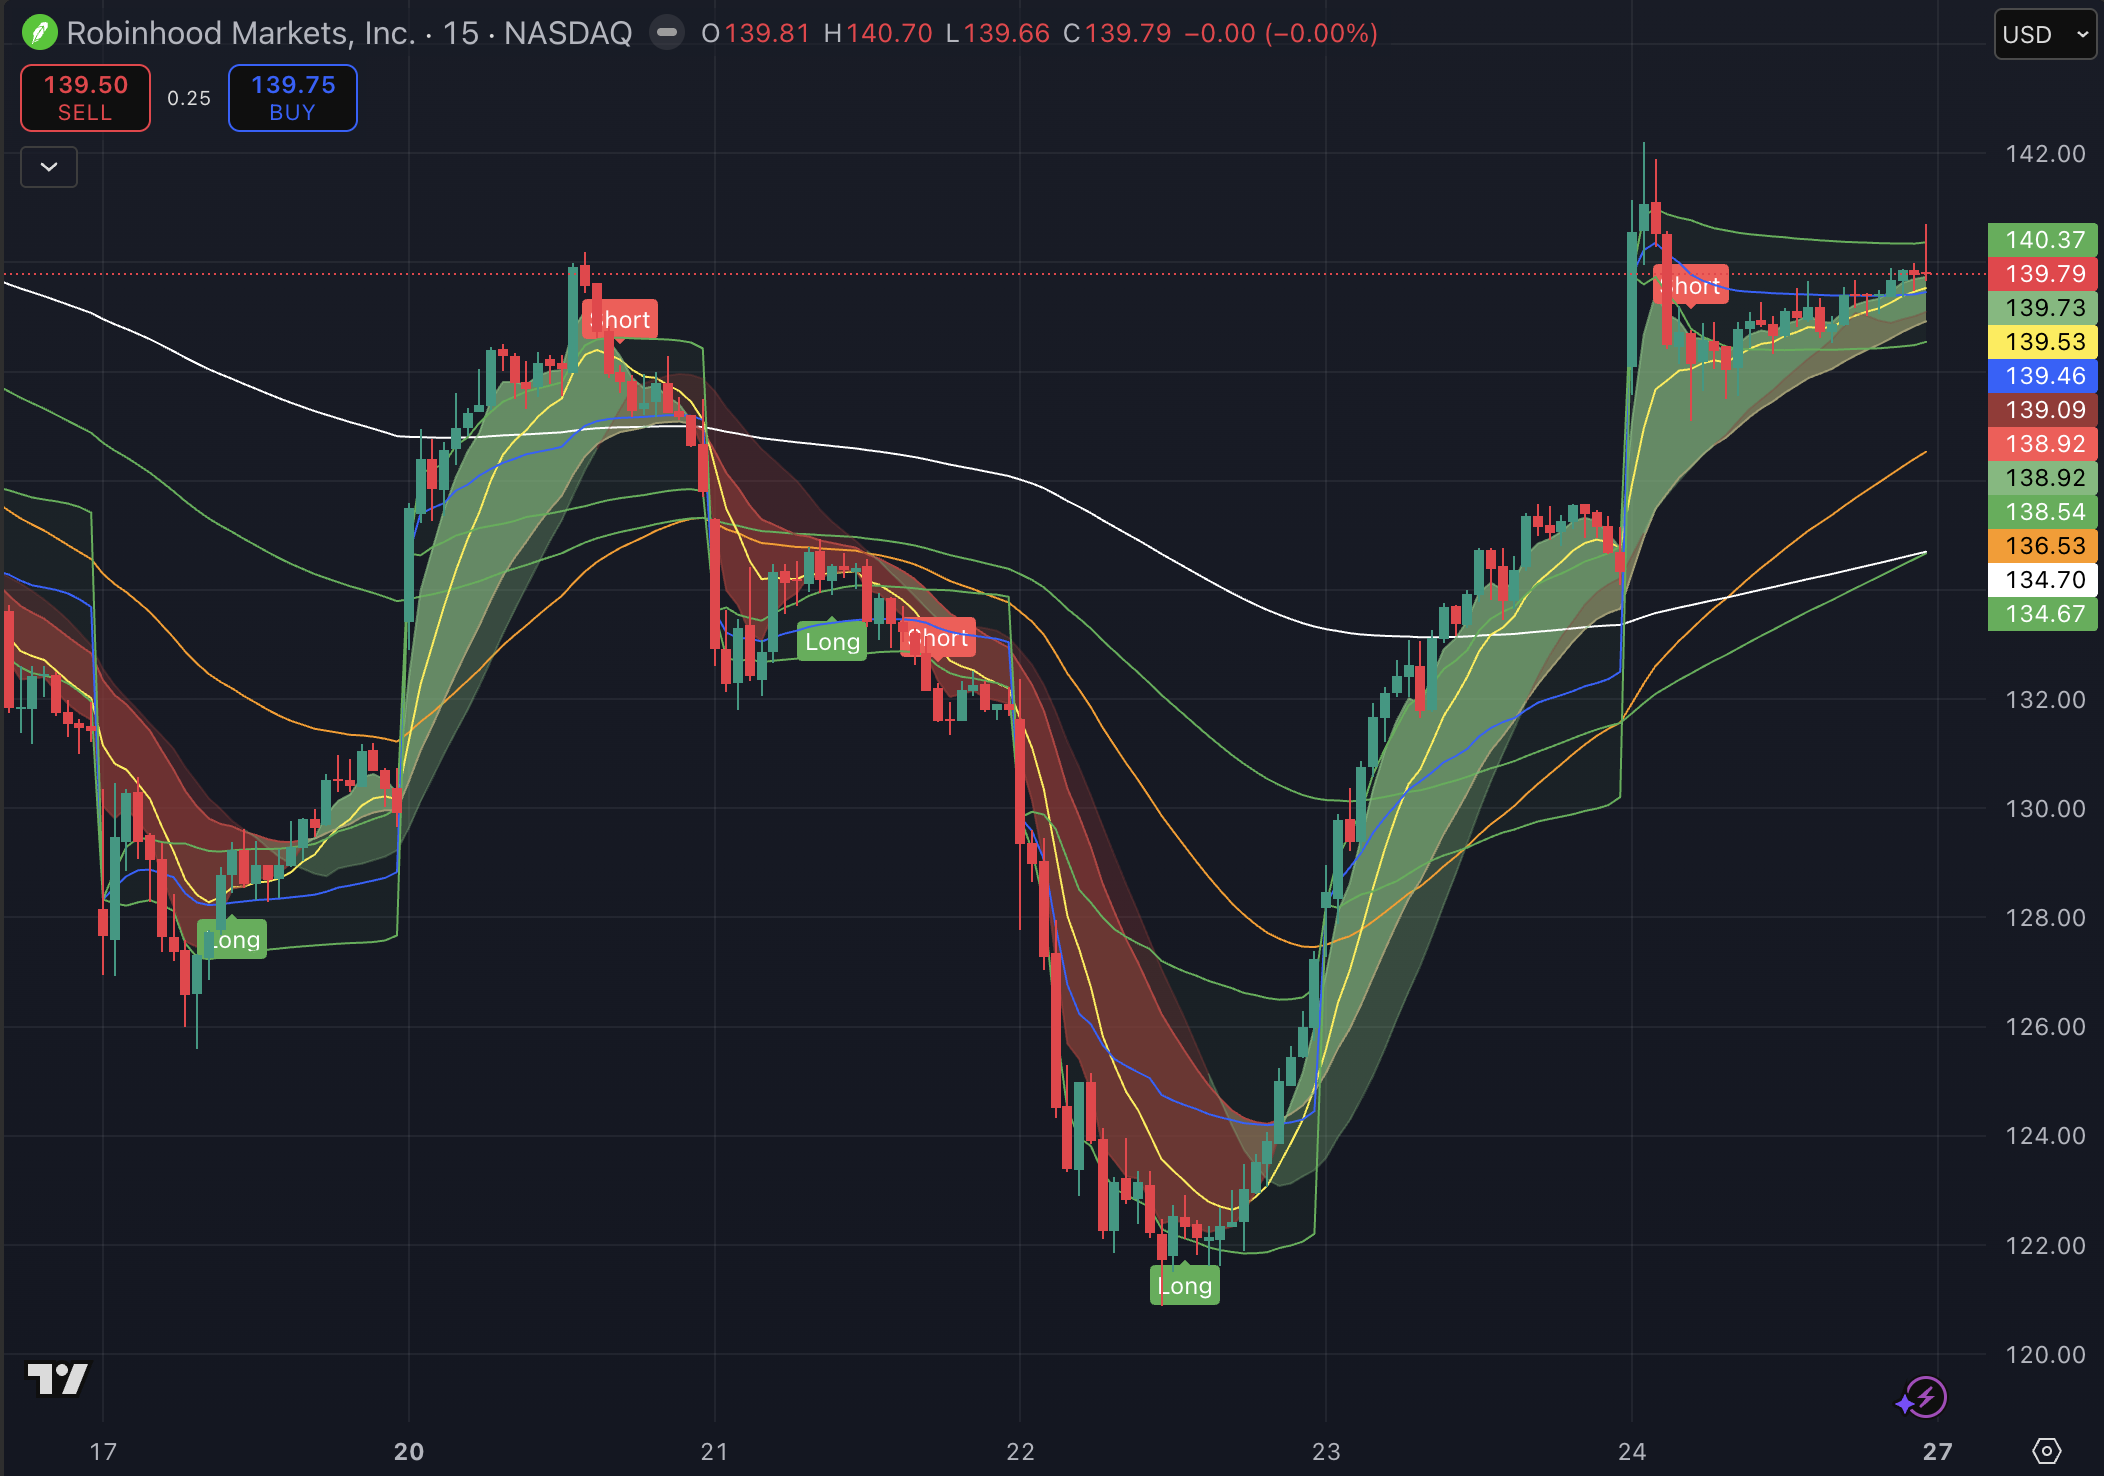 Robinhood Markets, Inc. · 15 · NASDAQ O139.81 H140.70 L139.66 C139.79 −0.00 (−0.00%)
USD
139.50
SELL
0.25
139.75
BUY
142.00
140.37
139.79
139.73
139.53
139.46
139.09
138.92
138.92
138.54
136.53
134.70
134.67
132.00
130.00
128.00
126.00
124.00
122.00
120.00
Short
Short
Long
Short
Long
Long
17 20 21 22 23 24 27